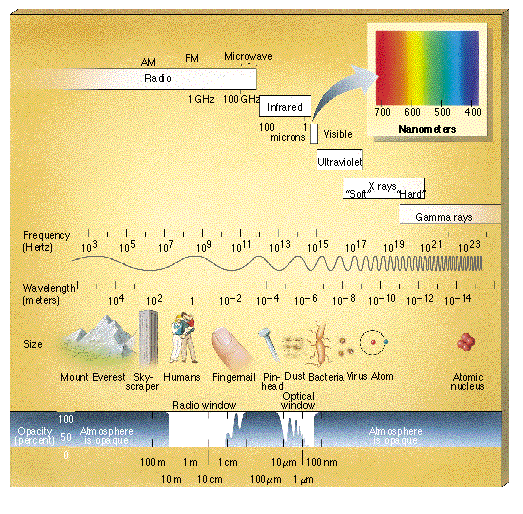 AM
FM
Microwave
Radio
1 GHz
100 GHz
Infrared
100
1
microns
Visible
Ultraviolet
X rays
"Soft"
"Hard"
Gamma rays
700 600 500 400
Nanometers
Frequency
(Hertz)
10³ 10⁵ 10⁷ 10⁹ 10¹¹ 10¹³ 10¹⁵ 10¹⁷ 10¹⁹ 10²¹ 10²³
Wavelength
(meters)
10⁴ 10² 1 10⁻² 10⁻⁴ 10⁻⁶ 10⁻⁸ 10⁻¹⁰ 10⁻¹² 10⁻¹⁴
Size
Mount Everest
Sky-
scraper
Humans
Fingernail
Pin-
head
Dust
Bacteria
Virus
Atom
Atomic
nucleus
Radio window
Optical
window
Opacity
(percent)
100
50
0
Atmosphere
is opaque
Atmosphere
is opaque
100 m 1 m 1 cm 10 μm 100 nm
10 m 10 cm 100 μm 1 μm